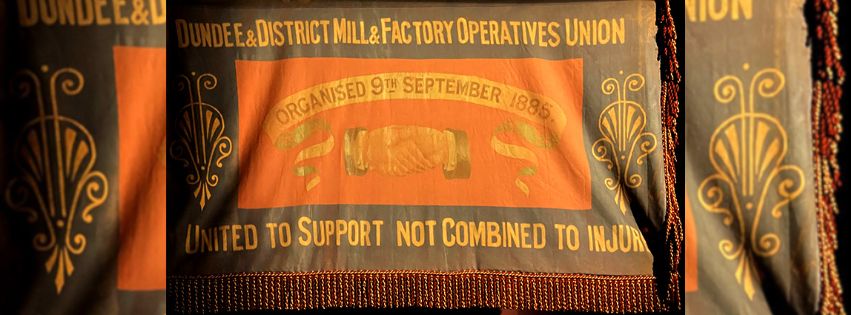 DUNDEE & DISTRICT MILL & FACTORY OPERATIVES UNION
ORGANISED 9TH SEPTEMBER 1885.
UNITED TO SUPPORT NOT COMBINED TO INJUR